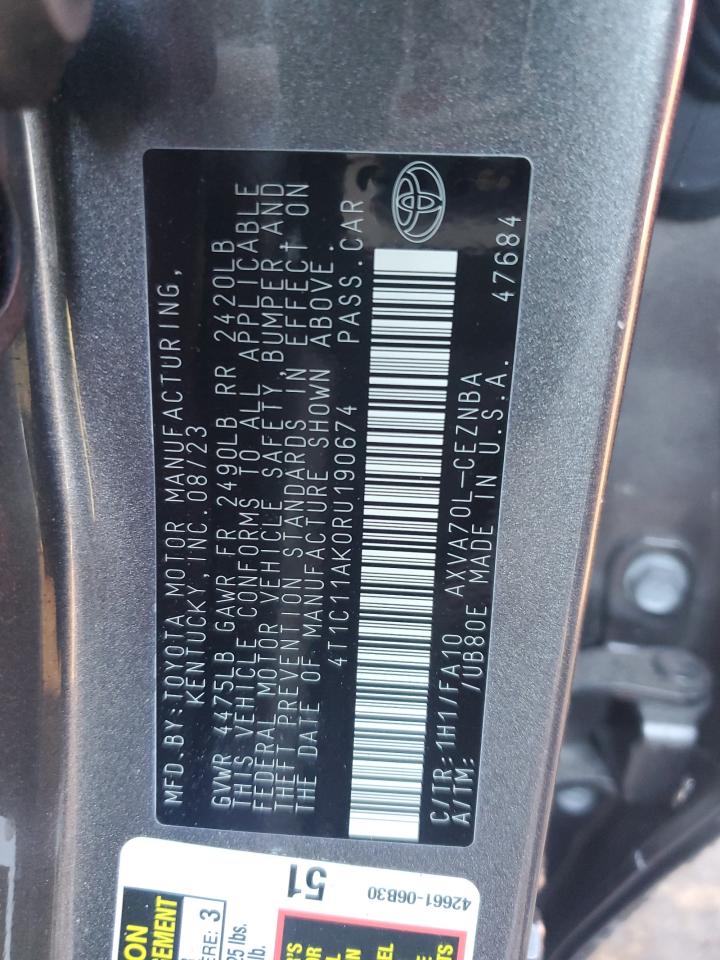 MFD. BY: TOYOTA MOTOR MANUFACTURING,
KENTUCKY, INC. 08/23
GVWR 4475LB GAWR FR 2490LB RR 2420LB
THIS VEHICLE CONFORMS TO ALL APPLICABLE
FEDERAL MOTOR VEHICLE SAFETY, BUMPER AND
THEFT PREVENTION STANDARDS IN EFFECT ON
THE DATE OF MANUFACTURE SHOWN ABOVE.
4T1C11AK0RU190674 PASS. CAR
C/TR: 1H1/FA10 AXVA70L-CEZNBA
A/TM: /UB80E MADE IN U.S.A. 47684
51
42661-06B30